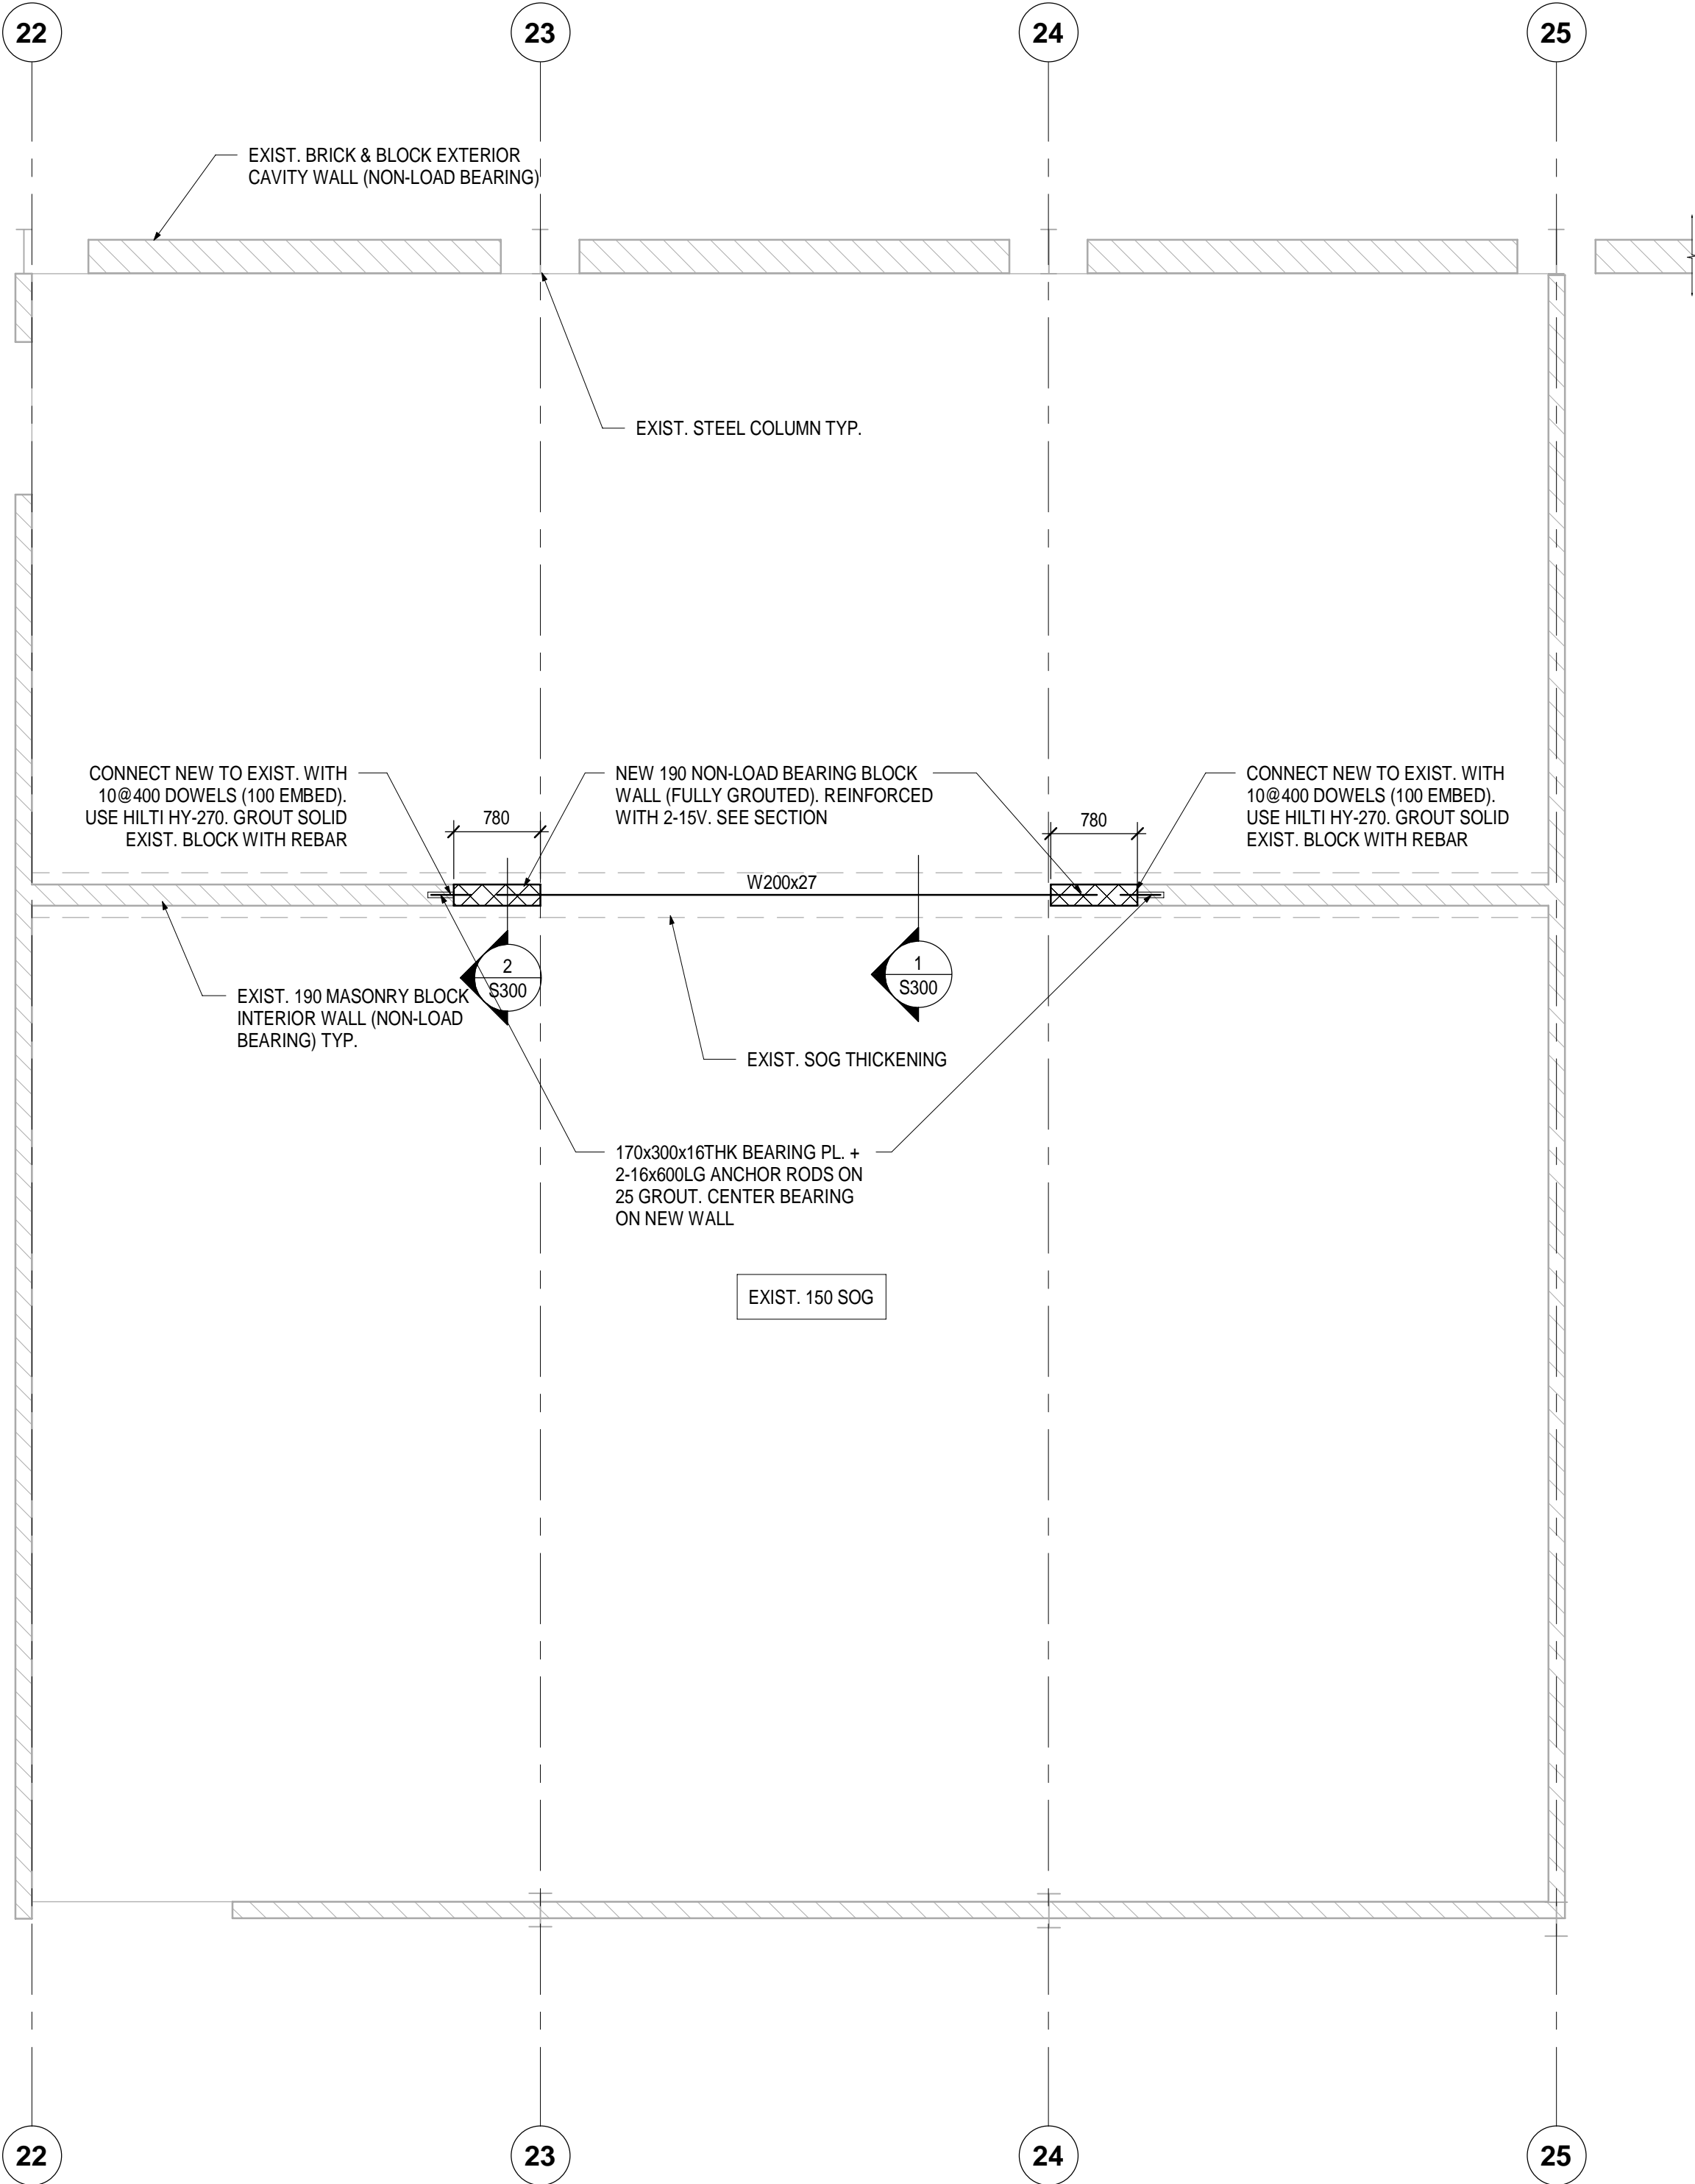 22
23
24
25
EXIST. BRICK & BLOCK EXTERIOR
CAVITY WALL (NON-LOAD BEARING)
EXIST. STEEL COLUMN TYP.
CONNECT NEW TO EXIST. WITH
10@400 DOWELS (100 EMBED).
USE HILTI HY-270. GROUT SOLID
EXIST. BLOCK WITH REBAR
780
NEW 190 NON-LOAD BEARING BLOCK
WALL (FULLY GROUTED). REINFORCED
WITH 2-15V. SEE SECTION
780
CONNECT NEW TO EXIST. WITH
10@400 DOWELS (100 EMBED).
USE HILTI HY-270. GROUT SOLID
EXIST. BLOCK WITH REBAR
W200x27
2
S300
1
S300
EXIST. 190 MASONRY BLOCK
INTERIOR WALL (NON-LOAD
BEARING) TYP.
EXIST. SOG THICKENING
170x300x16THK BEARING PL. +
2-16x600LG ANCHOR RODS ON
25 GROUT. CENTER BEARING
ON NEW WALL
EXIST. 150 SOG
22
23
24
25